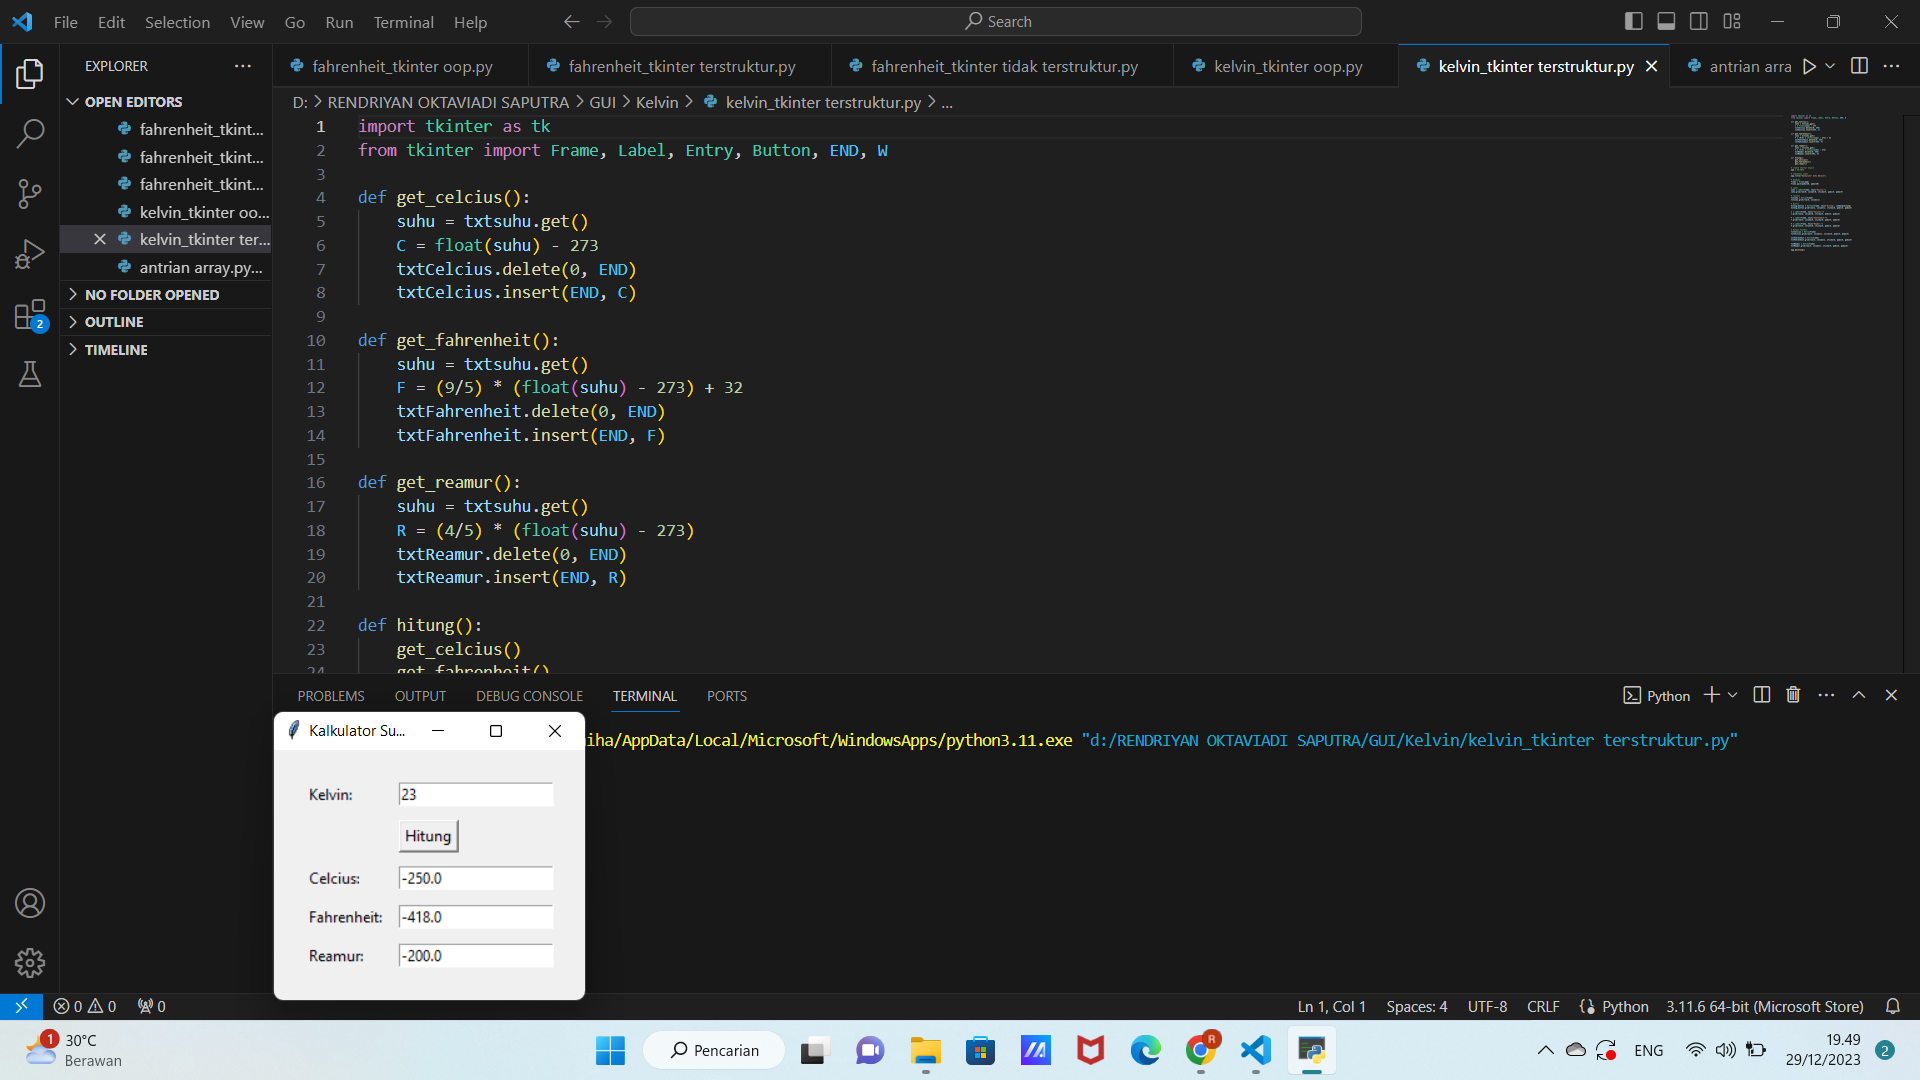 File Edit Selection View Go Run Terminal Help
Search
EXPLORER
fahrenheit_tkinter oop.py
fahrenheit_tkinter terstruktur.py
fahrenheit_tkinter tidak terstruktur.py
kelvin_tkinter oop.py
kelvin_tkinter terstruktur.py
antrian arra
OPEN EDITORS
fahrenheit_tkint...
fahrenheit_tkint...
fahrenheit_tkint...
kelvin_tkinter oo...
kelvin_tkinter ter...
antrian array.py...
NO FOLDER OPENED
OUTLINE
TIMELINE
2
D: > RENDRIYAN OKTAVIADI SAPUTRA > GUI > Kelvin > kelvin_tkinter terstruktur.py > ...
1 import tkinter as tk
2 from tkinter import Frame, Label, Entry, Button, END, W
3
4 def get_celcius():
5 suhu = txtsuhu.get()
6 C = float(suhu) - 273
7 txtCelcius.delete(0, END)
8 txtCelcius.insert(END, C)
9
10 def get_fahrenheit():
11 suhu = txtsuhu.get()
12 F = (9/5) * (float(suhu) - 273) + 32
13 txtFahrenheit.delete(0, END)
14 txtFahrenheit.insert(END, F)
15
16 def get_reamur():
17 suhu = txtsuhu.get()
18 R = (4/5) * (float(suhu) - 273)
19 txtReamur.delete(0, END)
20 txtReamur.insert(END, R)
21
22 def hitung():
23 get_celcius()
24 get_fahrenheit()
PROBLEMS OUTPUT DEBUG CONSOLE TERMINAL PORTS
Python
iha/AppData/Local/Microsoft/WindowsApps/python3.11.exe "d:/RENDRIYAN OKTAVIADI SAPUTRA/GUI/Kelvin/kelvin_tkinter terstruktur.py"
Kalkulator Su...
Kelvin: 23
Hitung
Celcius: -250.0
Fahrenheit: -418.0
Reamur: -200.0
0 0 0
Ln 1, Col 1 Spaces: 4 UTF-8 CRLF Python 3.11.6 64-bit (Microsoft Store)
1
30°C
Berawan
Pencarian
R
ENG
19.49
29/12/2023
2